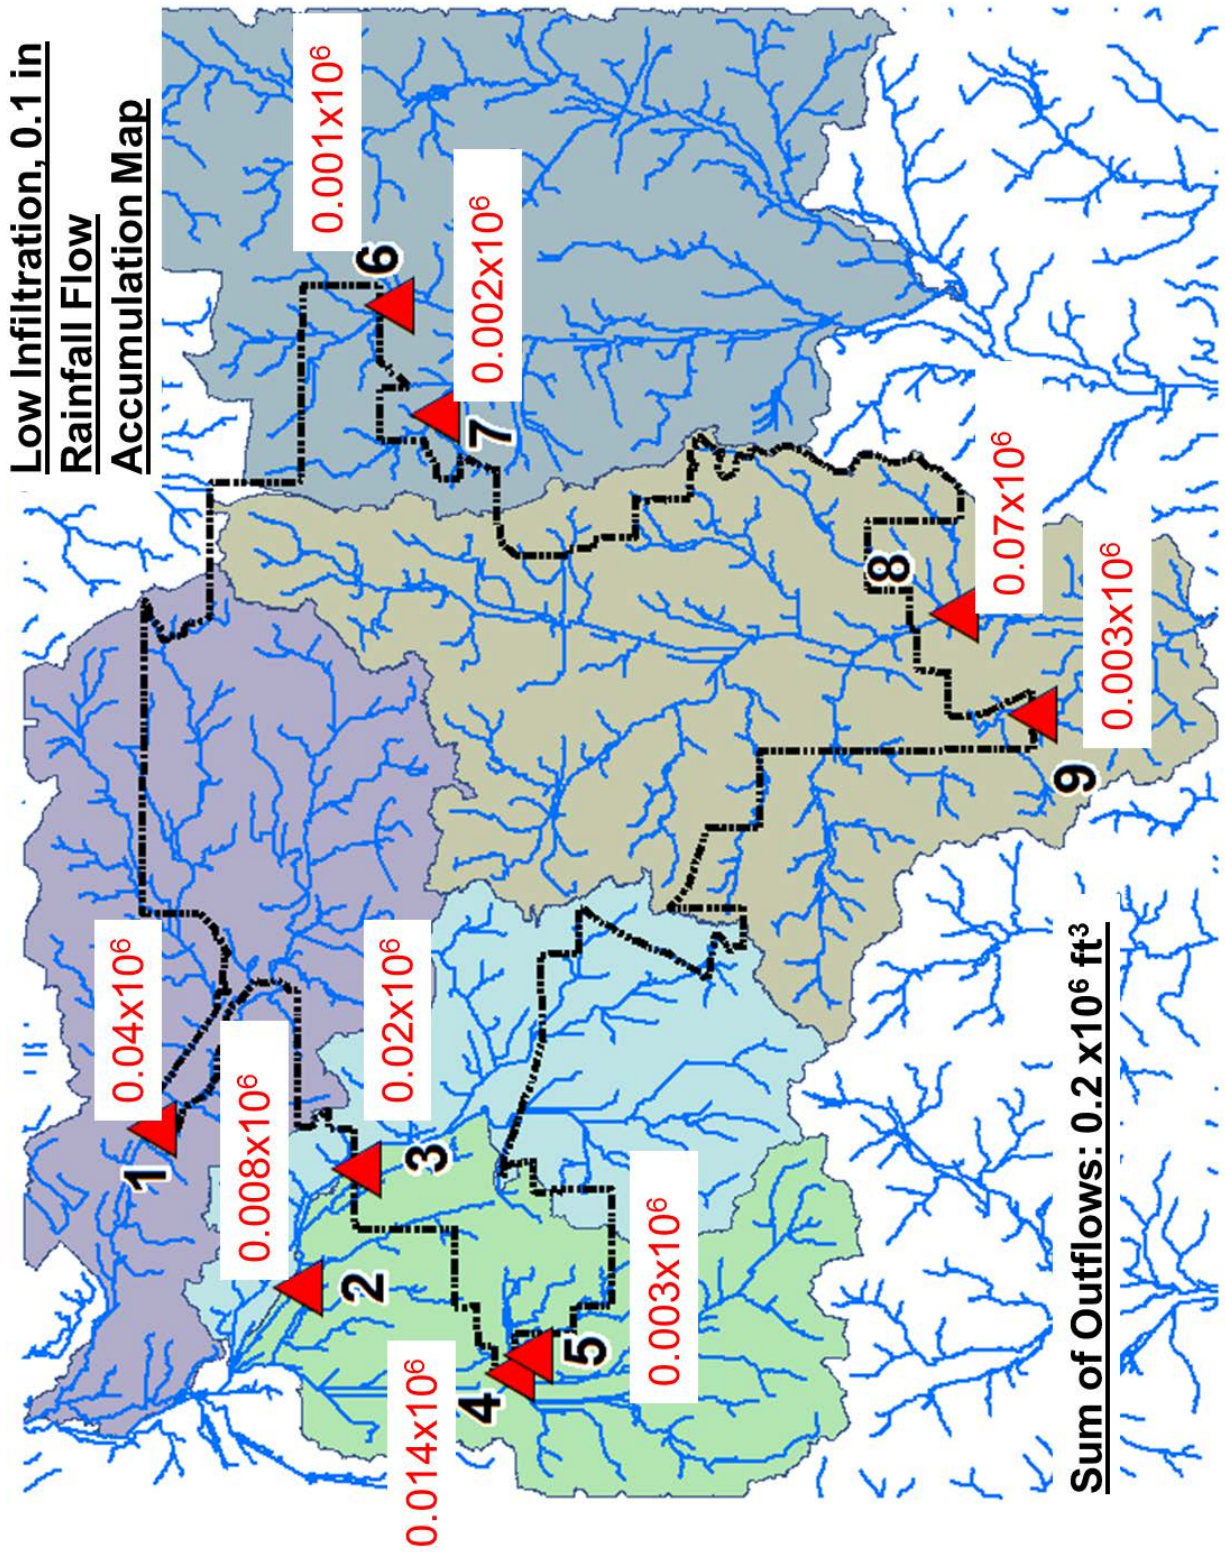 Low Infiltration, 0.1 in
Rainfall Flow
Accumulation Map
0.04x10⁶
1
0.008x10⁶
2
0.02x10⁶
3
0.014x10⁶
4
0.003x10⁶
5
0.001x10⁶
6
0.002x10⁶
7
0.07x10⁶
8
0.003x10⁶
9
Sum of Outflows: 0.2 x10⁶ ft³